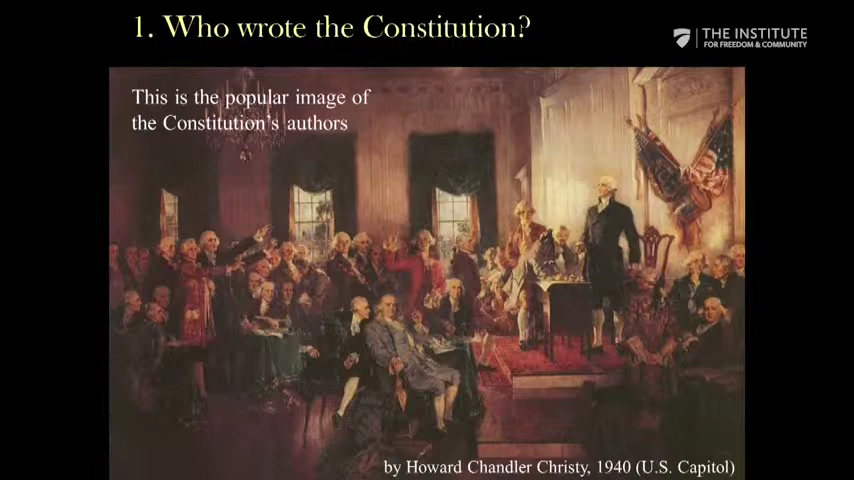 1. Who wrote the Constitution?
THE INSTITUTE
FOR FREEDOM & COMMUNITY
This is the popular image of
the Constitution's authors
by Howard Chandler Christy, 1940 (U.S. Capitol)